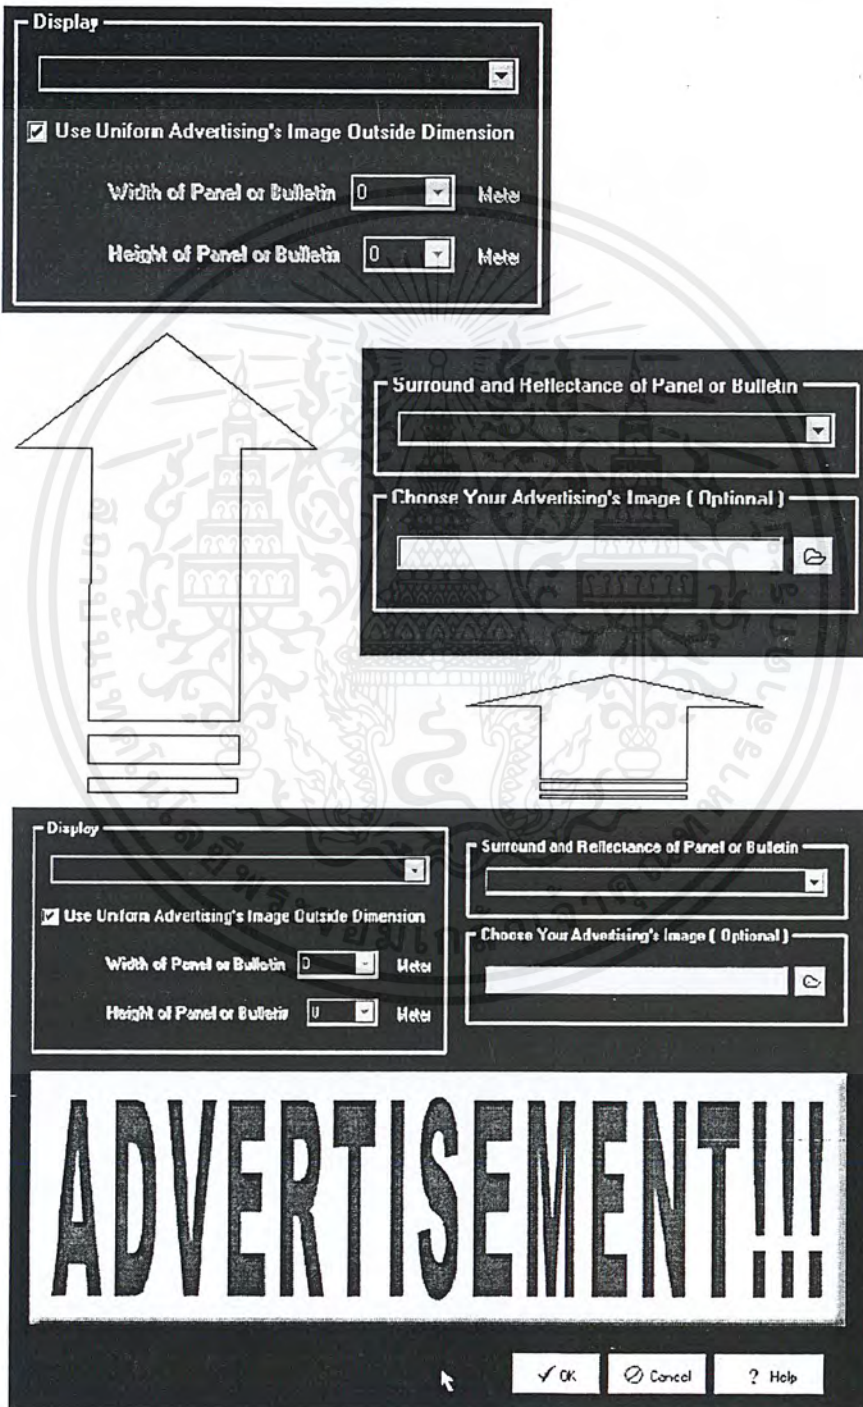 Display
Use Uniform Advertising's Image Outside Dimension
Width of Panel or Bulletin 0 Meter
Height of Panel or Bulletin 0 Meter
Surround and Reflectance of Panel or Bulletin
Choose Your Advertising's Image ( Optional )
Display
Use Uniform Advertising's Image Outside Dimension
Width of Panel or Bulletin 0 Meter
Height of Panel or Bulletin 0 Meter
Surround and Reflectance of Panel or Bulletin
Choose Your Advertising's Image ( Optional )
ADVERTISEMENT!!!
OK Cancel ? Help